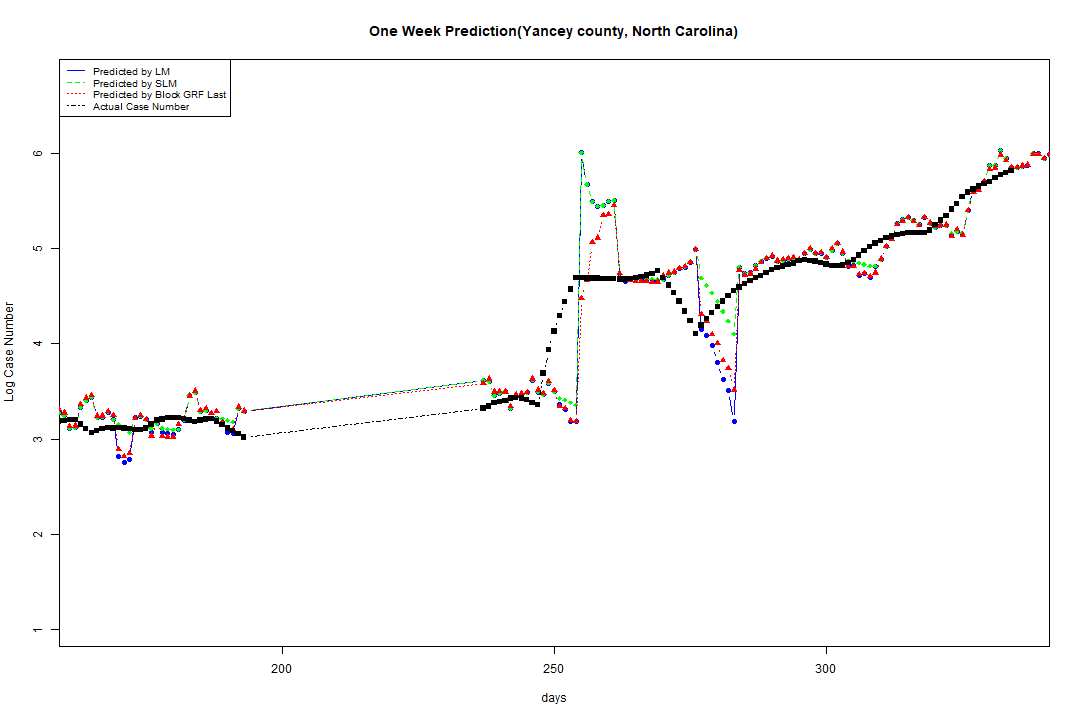 One Week Prediction(Yancey county, North Carolina)
Predicted by LM
Predicted by SLM
Predicted by Block GRF Last
Actual Case Number
6
5
4
3
2
1
Log Case Number
200
250
300
days